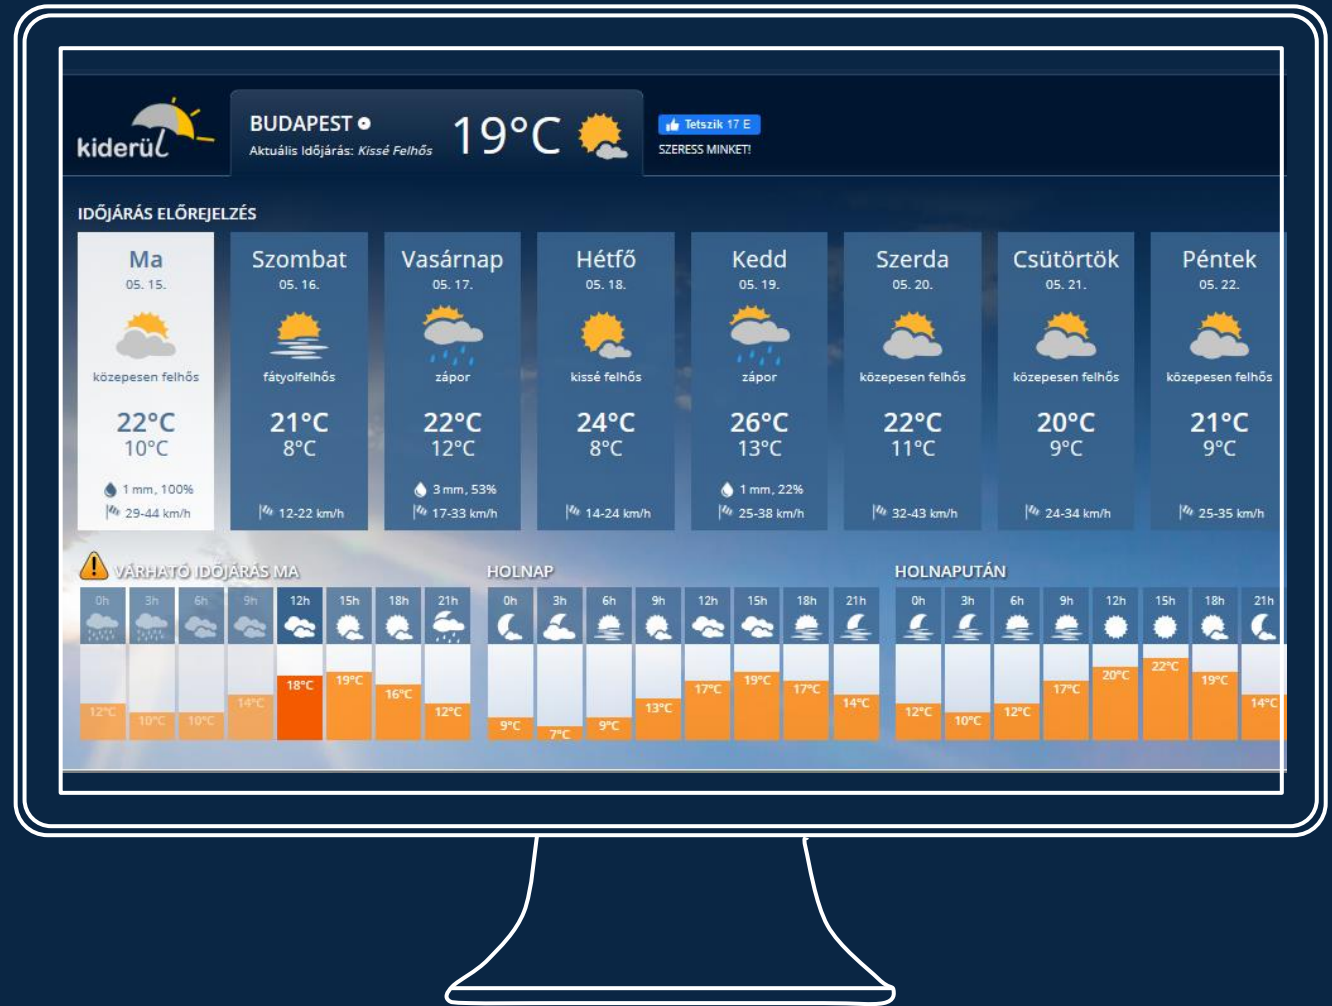 kiderül
BUDAPEST
Aktuális Időjárás: Kissé Felhős
19°C
Tetszik 17 E
SZERESS MINKET!
IDŐJÁRÁS ELŐREJELZÉS
Ma
05. 15.
közepesen felhős
22°C
10°C
1 mm, 100%
29-44 km/h
Szombat
05. 16.
fátyolfelhős
21°C
8°C
12-22 km/h
Vasárnap
05. 17.
zápor
22°C
12°C
3 mm, 53%
17-33 km/h
Hétfő
05. 18.
kissé felhős
24°C
8°C
14-24 km/h
Kedd
05. 19.
zápor
26°C
13°C
1 mm, 22%
25-38 km/h
Szerda
05. 20.
közepesen felhős
22°C
11°C
32-43 km/h
Csütörtök
05. 21.
közepesen felhős
20°C
9°C
24-34 km/h
Péntek
05. 22.
közepesen felhős
21°C
9°C
25-35 km/h
VÁRHATÓ IDŐJÁRÁS MA
0h 3h 6h 9h 12h 15h 18h 21h
12°C 10°C 10°C 14°C 18°C 19°C 16°C 12°C
HOLNAP
0h 3h 6h 9h 12h 15h 18h 21h
9°C 7°C 9°C 13°C 17°C 19°C 17°C 14°C
HOLNAPUTÁN
0h 3h 6h 9h 12h 15h 18h 21h
12°C 10°C 12°C 17°C 20°C 22°C 19°C 14°C